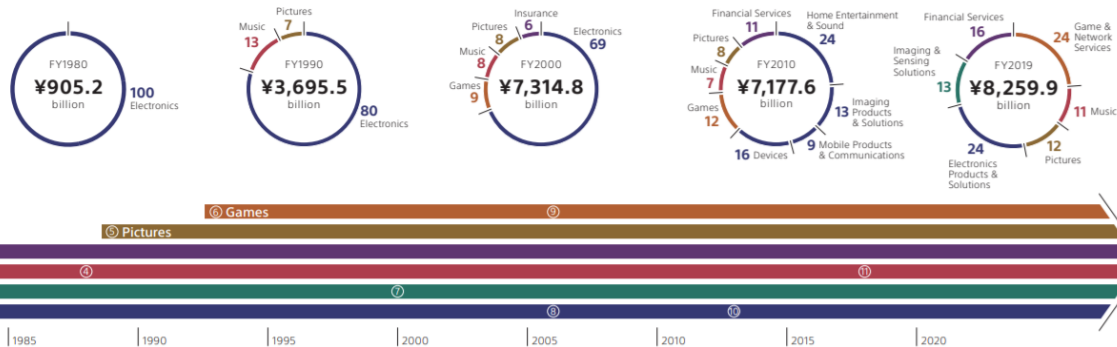 FY1980
¥905.2
billion
100
Electronics
Pictures
7
Music
13
FY1990
¥3,695.5
billion
80
Electronics
Insurance
6
Pictures
8
Music
8
Games
9
FY2000
¥7,314.8
billion
Electronics
69
Financial Services
11
Pictures
8
Music
7
Games
12
FY2010
¥7,177.6
billion
Home Entertainment
& Sound
24
13 Imaging
Products
& Solutions
9 Mobile Products
& Communications
16 Devices
Financial Services
16
Imaging &
Sensing
Solutions
13
FY2019
¥8,259.9
billion
24 Game &
Network
Services
11 Music
12
Pictures
24
Electronics
Products &
Solutions
⑥ Games
⑨
⑤ Pictures
④
⑪
⑦
⑧
⑩
1985
1990
1995
2000
2005
2010
2015
2020